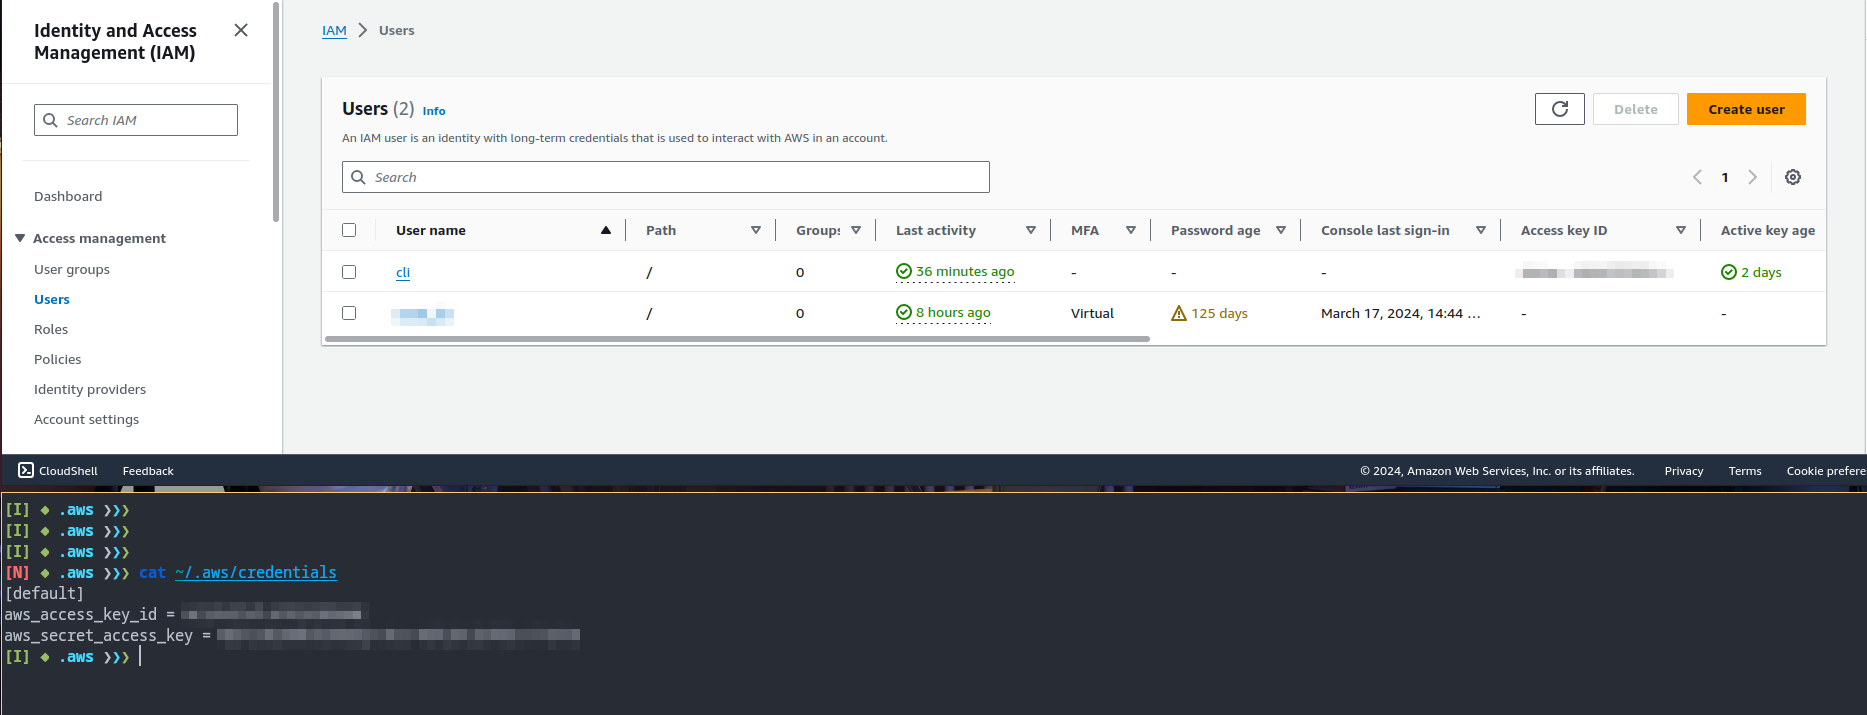 Identity and Access
Management (IAM)
Search IAM
Dashboard
Access management
User groups
Users
Roles
Policies
Identity providers
Account settings
IAM > Users
Users (2) Info
An IAM user is an identity with long-term credentials that is used to interact with AWS in an account.
Delete
Create user
Search
1
User name Path Groups Last activity MFA Password age Console last sign-in Access key ID Active key age
cli / 0 36 minutes ago - - - 2 days
/ 0 8 hours ago Virtual 125 days March 17, 2024, 14:44 ... - -
CloudShell Feedback © 2024, Amazon Web Services, Inc. or its affiliates. Privacy Terms Cookie prefere
[I] ◆ .aws ❯❯❯
[I] ◆ .aws ❯❯❯
[I] ◆ .aws ❯❯❯
[N] ◆ .aws ❯❯❯ cat ~/.aws/credentials
[default]
aws_access_key_id =
aws_secret_access_key =
[I] ◆ .aws ❯❯❯